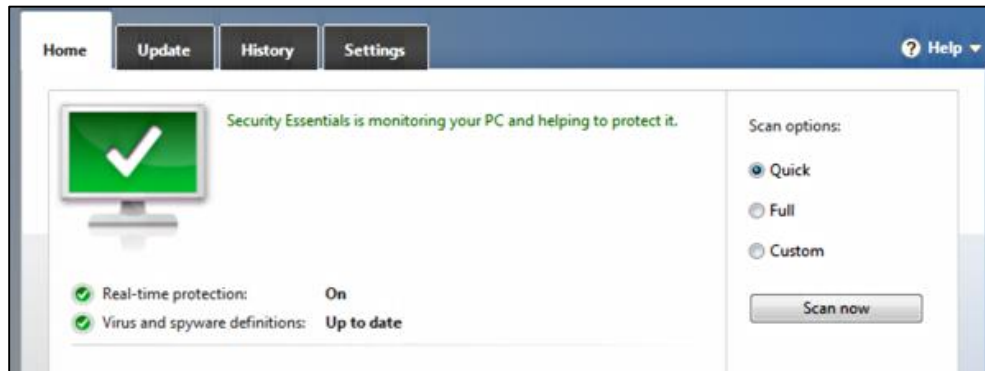 Home Update History Settings Help
Security Essentials is monitoring your PC and helping to protect it.
Real-time protection: On
Virus and spyware definitions: Up to date
Scan options:
Quick
Full
Custom
Scan now